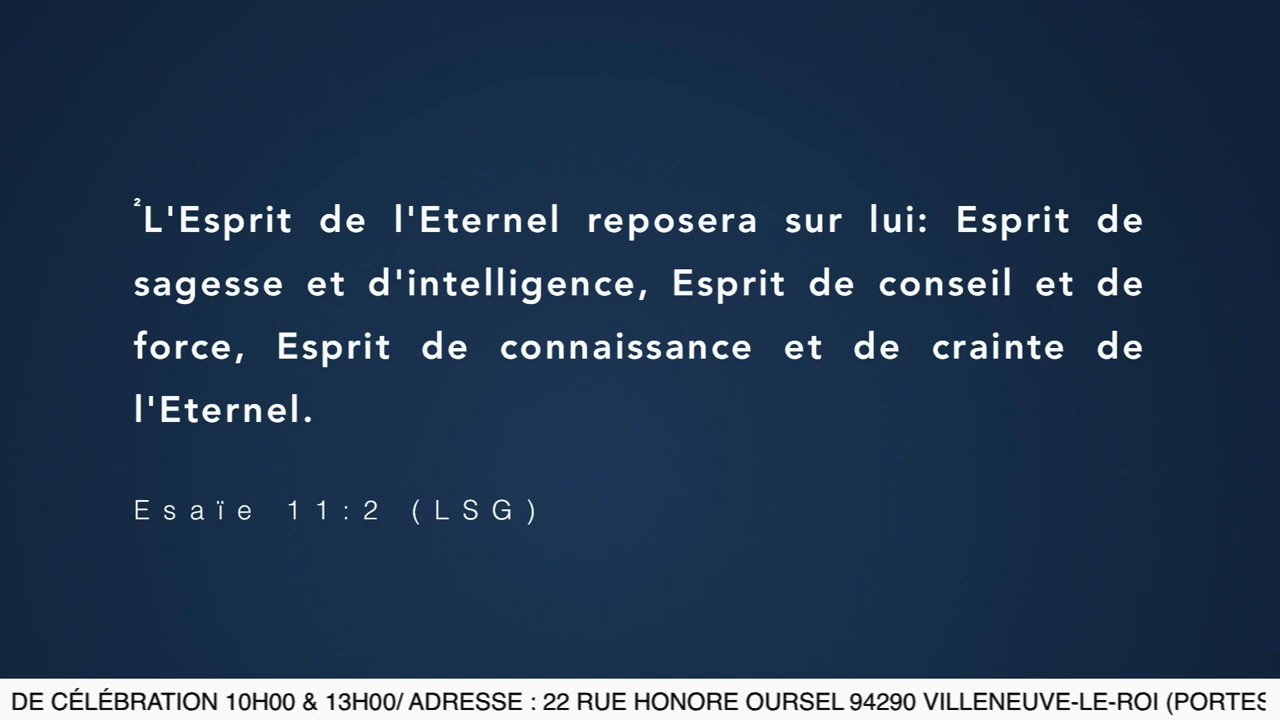 ²L'Esprit de l'Eternel reposera sur lui: Esprit de
sagesse et d'intelligence, Esprit de conseil et de
force, Esprit de connaissance et de crainte de
l'Eternel.
Esaïe 11:2 (LSG)
DE CÉLÉBRATION 10H00 & 13H00/ ADRESSE : 22 RUE HONORE OURSEL 94290 VILLENEUVE-LE-ROI (PORTES